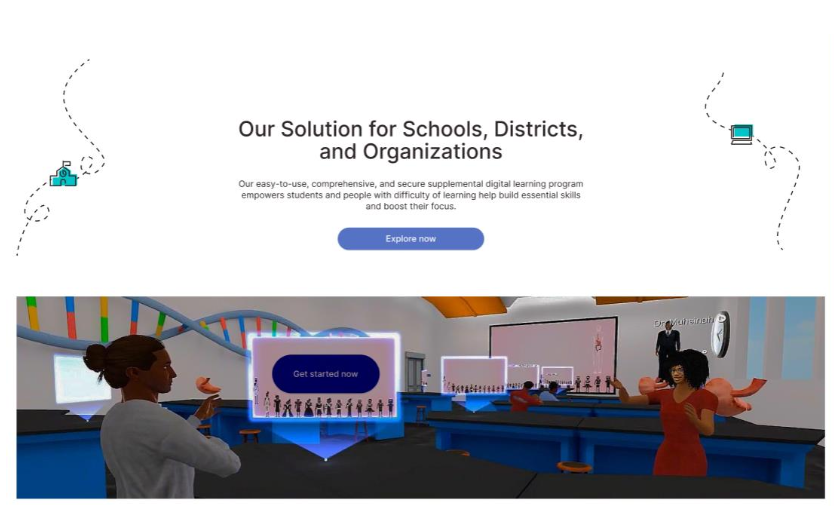 Our Solution for Schools, Districts,
and Organizations
Our easy-to-use, comprehensive, and secure supplemental digital learning program
empowers students and people with difficulty of learning help build essential skills
and boost their focus.
Explore now
Get started now
Dr. Muhsinah